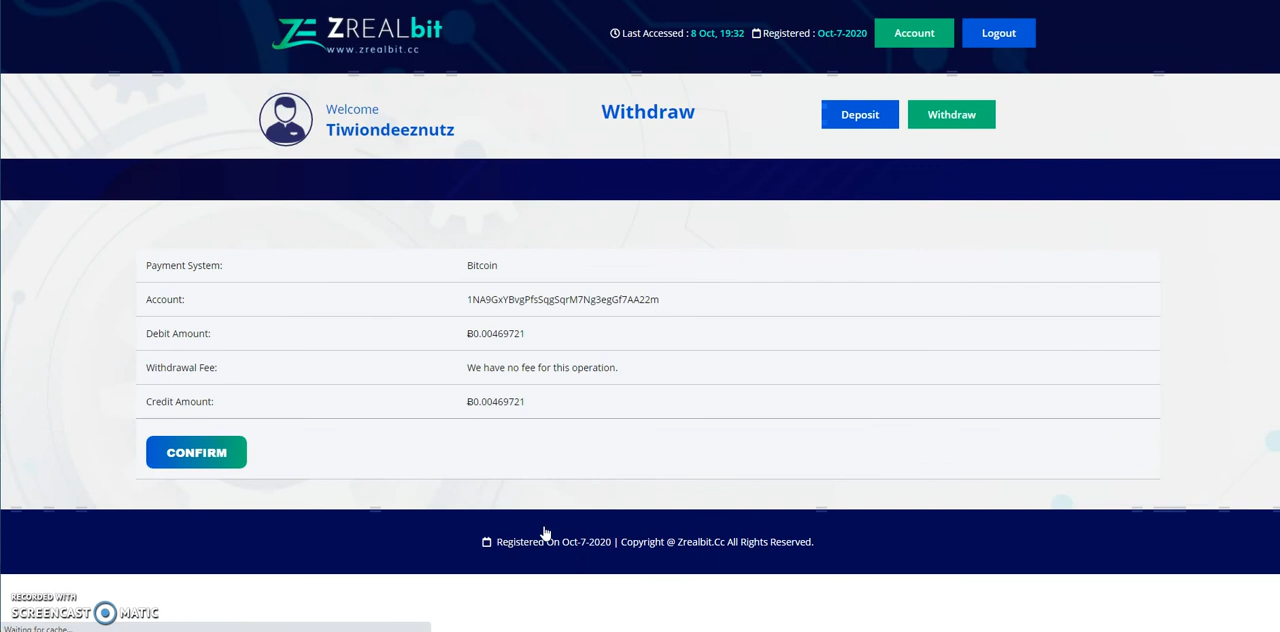 ZREALbit
www.zrealbit.cc
Last Accessed : 8 Oct, 19:32 Registered : Oct-7-2020 Account Logout
Welcome
Tiwiondeeznutz
Withdraw
Deposit Withdraw
Payment System: Bitcoin
Account: 1NA9GxYBvgPfsSqgSqrM7Ng3egGf7AA22m
Debit Amount: Ƀ0.00469721
Withdrawal Fee: We have no fee for this operation.
Credit Amount: Ƀ0.00469721
CONFIRM
Registered On Oct-7-2020 | Copyright @ Zrealbit.Cc All Rights Reserved.
RECORDED WITH
SCREENCAST MATIC
Waiting for cache...